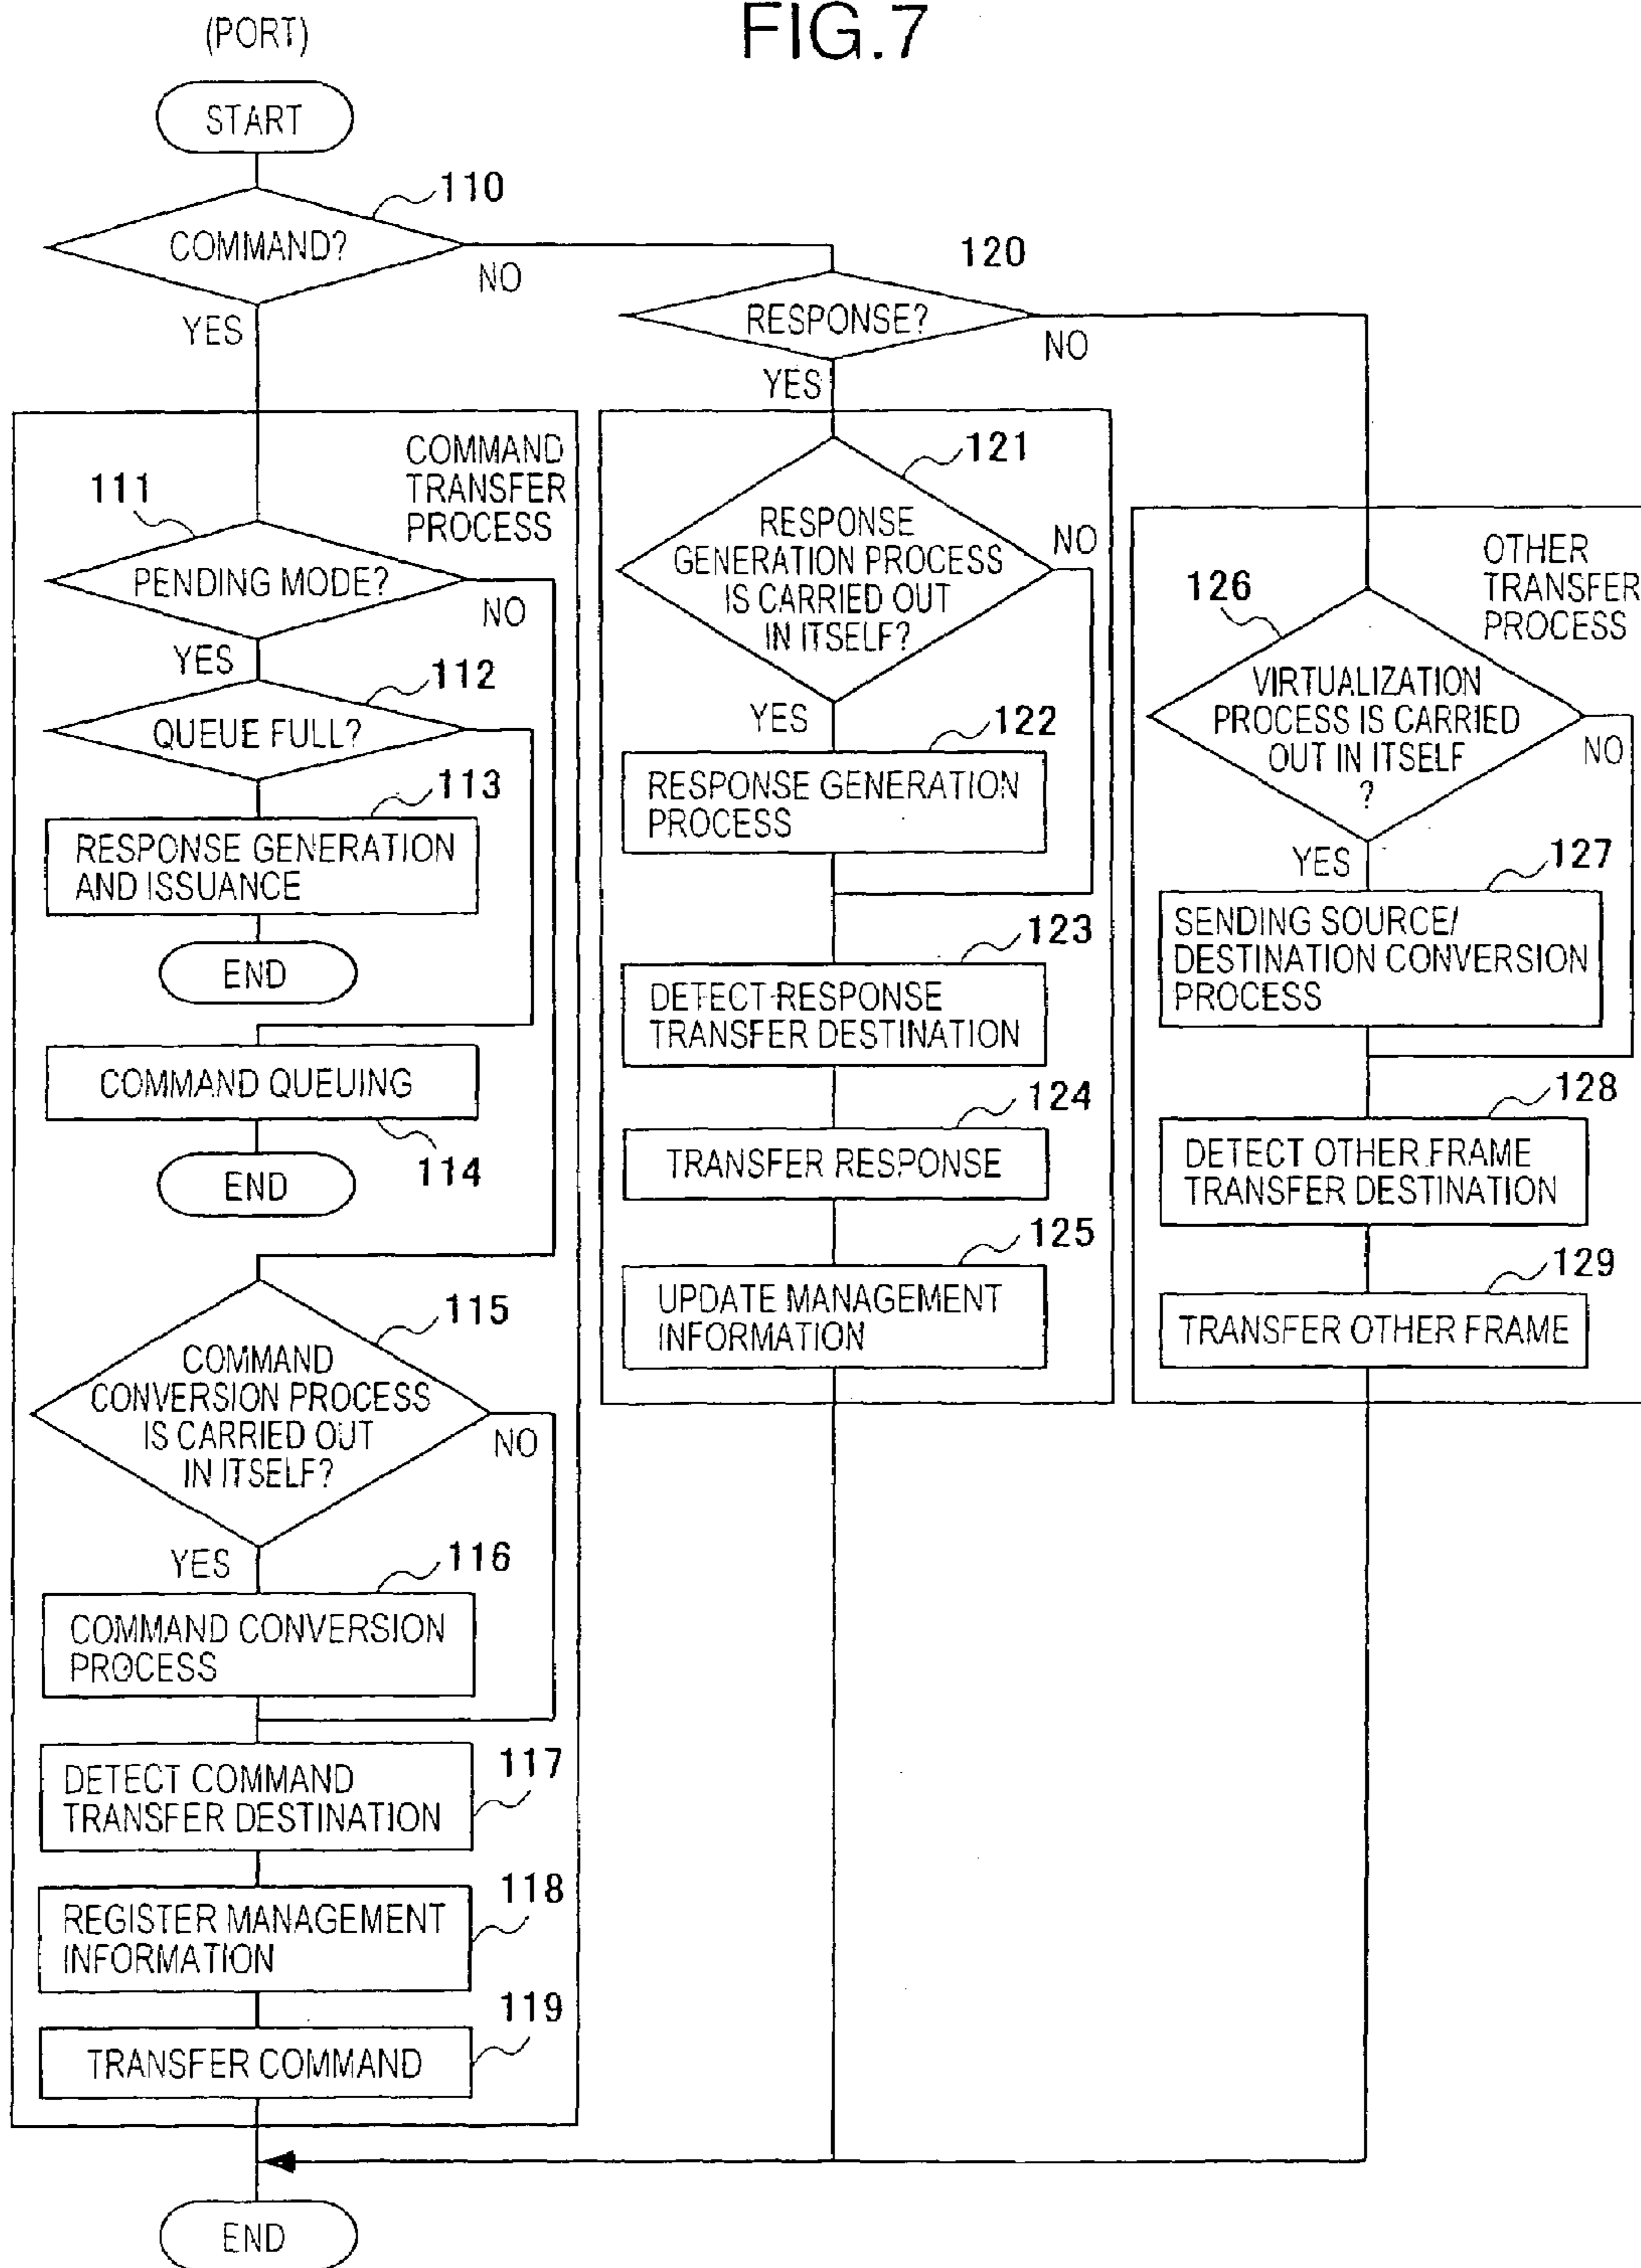 FIG.7
(PORT)
START
110
COMMAND?
NO
YES
120
RESPONSE?
NO
YES
COMMAND
TRANSFER
PROCESS
111
PENDING MODE?
NO
YES
112
QUEUE FULL?
113
RESPONSE GENERATION
AND ISSUANCE
END
COMMAND QUEUING
114
END
115
COMMAND
CONVERSION PROCESS
IS CARRIED OUT
IN ITSELF?
NO
YES
116
COMMAND CONVERSION
PROCESS
117
DETECT COMMAND
TRANSFER DESTINATION
118
REGISTER MANAGEMENT
INFORMATION
119
TRANSFER COMMAND
END
121
RESPONSE
GENERATION PROCESS
IS CARRIED OUT
IN ITSELF?
NO
YES
122
RESPONSE GENERATION
PROCESS
123
DETECT RESPONSE
TRANSFER DESTINATION
124
TRANSFER RESPONSE
125
UPDATE MANAGEMENT
INFORMATION
OTHER
TRANSFER
PROCESS
126
VIRTUALIZATION
PROCESS IS CARRIED
OUT IN ITSELF
?
NO
YES
127
SENDING SOURCE/
DESTINATION CONVERSION
PROCESS
128
DETECT OTHER FRAME
TRANSFER DESTINATION
129
TRANSFER OTHER FRAME